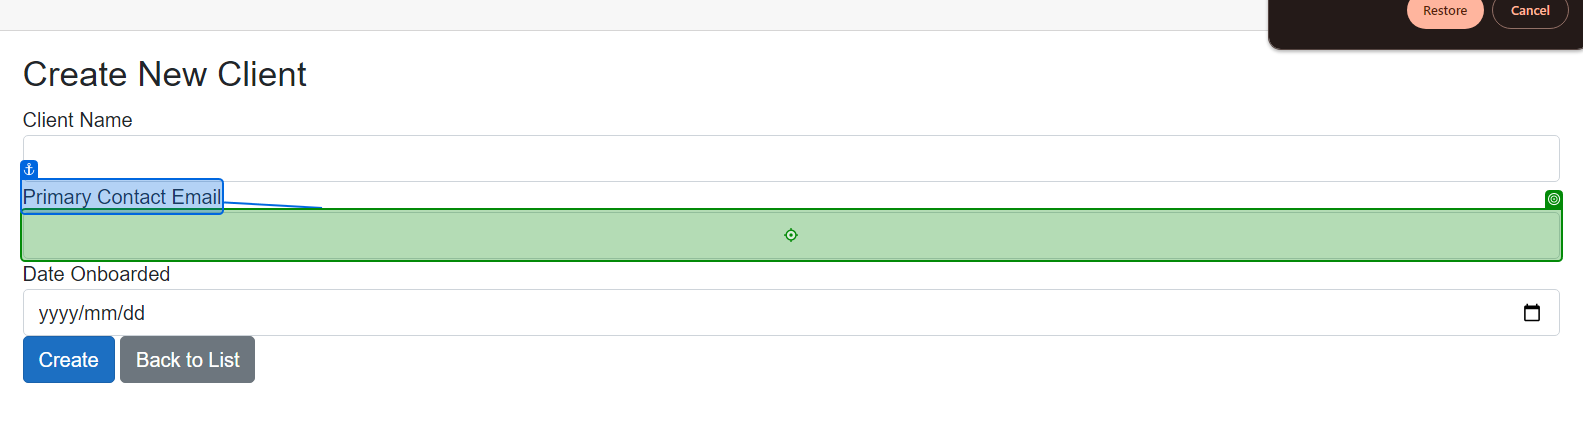 Restore Cancel
Create New Client
Client Name
Primary Contact Email
Date Onboarded
yyyy/mm/dd
Create Back to List